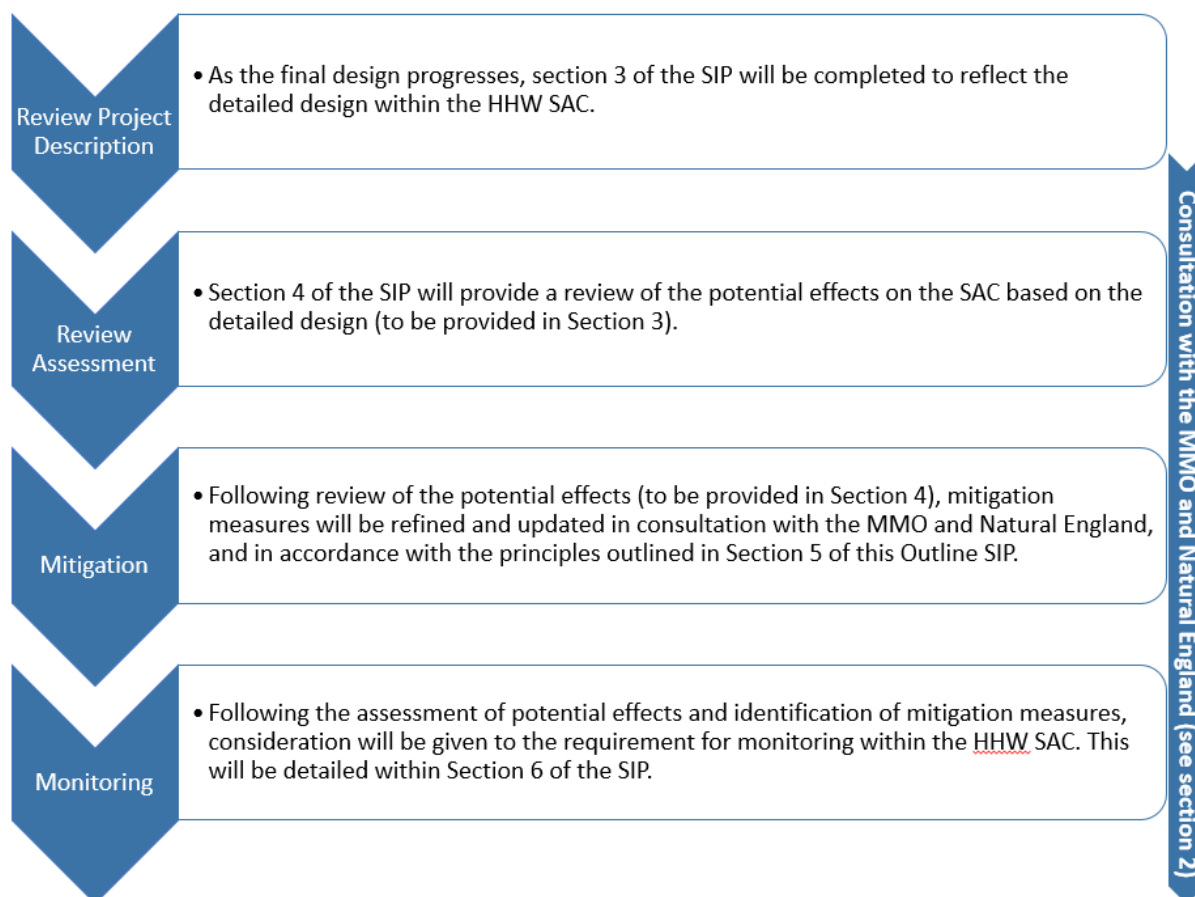 Review Project
Description
• As the final design progresses, section 3 of the SIP will be completed to reflect the
detailed design within the HHW SAC.
Review
Assessment
• Section 4 of the SIP will provide a review of the potential effects on the SAC based on the
detailed design (to be provided in Section 3).
Mitigation
• Following review of the potential effects (to be provided in Section 4), mitigation
measures will be refined and updated in consultation with the MMO and Natural England,
and in accordance with the principles outlined in Section 5 of this Outline SIP.
Monitoring
• Following the assessment of potential effects and identification of mitigation measures,
consideration will be given to the requirement for monitoring within the HHW SAC. This
will be detailed within Section 6 of the SIP.
Consultation with the MMO and Natural England (see section 2)